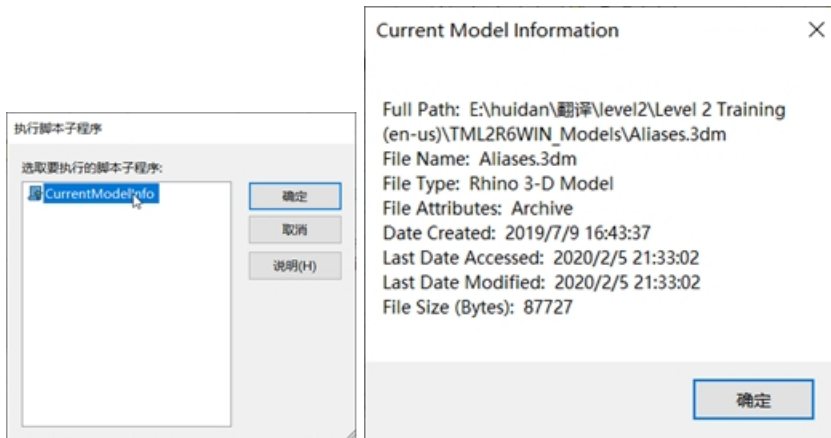 执行脚本子程序
选取要执行的脚本子程序:
CurrentModelInfo
确定
取消
说明(H)
Current Model Information
Full Path: E:\huidan\翻译\level2\Level 2 Training
(en-us)\TML2R6WIN_Models\Aliases.3dm
File Name: Aliases.3dm
File Type: Rhino 3-D Model
File Attributes: Archive
Date Created: 2019/7/9 16:43:37
Last Date Accessed: 2020/2/5 21:33:02
Last Date Modified: 2020/2/5 21:33:02
File Size (Bytes): 87727
确定